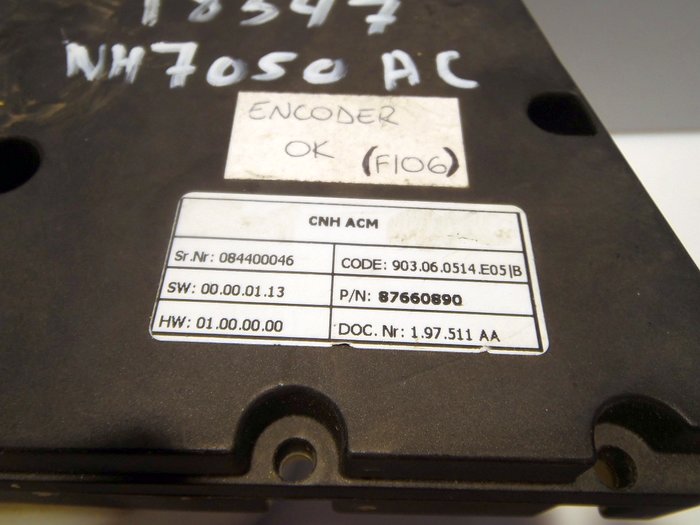 18347
NH7050 AC
ENCODER
OK (F106)
CNH ACM
Sr.Nr: 084400046
CODE: 903.06.0514.E05|B
SW: 00.00.01.13
P/N: 87660890
HW: 01.00.00.00
DOC. Nr: 1.97.511 AA